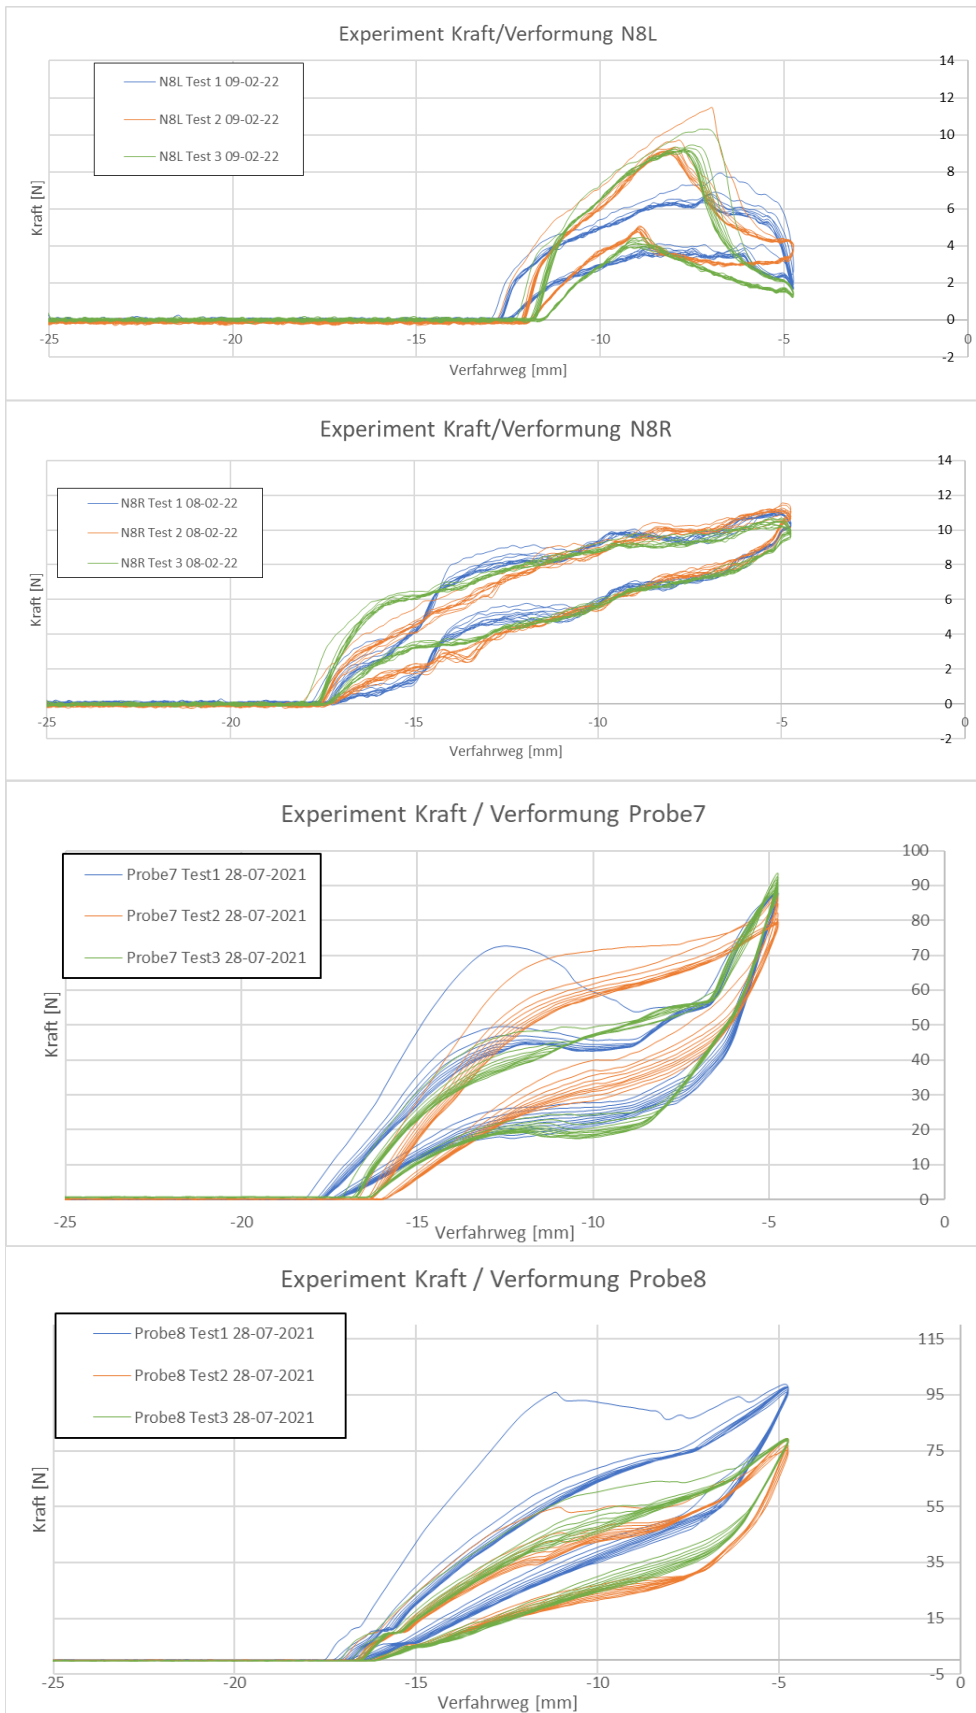 Experiment Kraft/Verformung N8L
N8L Test 1 09-02-22
N8L Test 2 09-02-22
N8L Test 3 09-02-22
Kraft [N]
14
12
10
8
6
4
2
0
-2
-25
-20
-15
-10
-5
0
Verfahrweg [mm]
Experiment Kraft/Verformung N8R
N8R Test 1 08-02-22
N8R Test 2 08-02-22
N8R Test 3 08-02-22
Kraft [N]
14
12
10
8
6
4
2
0
-2
-25
-20
-15
-10
-5
0
Verfahrweg [mm]
Experiment Kraft / Verformung Probe7
Probe7 Test1 28-07-2021
Probe7 Test2 28-07-2021
Probe7 Test3 28-07-2021
Kraft [N]
100
90
80
70
60
50
40
30
20
10
0
-25
-20
-15
-10
-5
0
Verfahrweg [mm]
Experiment Kraft / Verformung Probe8
Probe8 Test1 28-07-2021
Probe8 Test2 28-07-2021
Probe8 Test3 28-07-2021
Kraft [N]
115
95
75
55
35
15
-5
-25
-20
-15
-10
-5
0
Verfahrweg [mm]